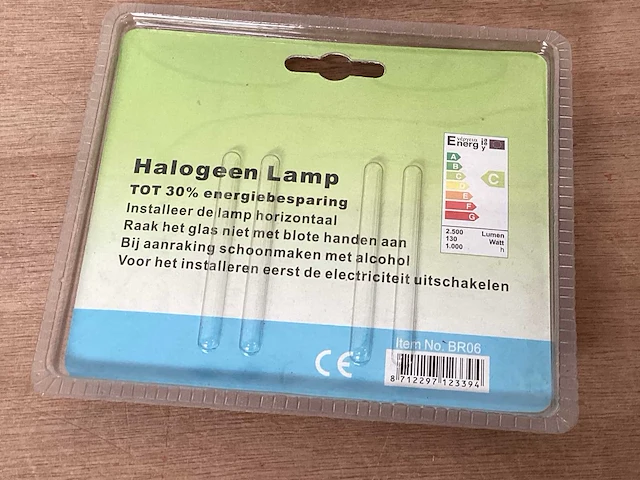 Energ
A
B
C
C
D
E
F
G
2.500 Lumen
130 Watt
1.000 h
Halogeen Lamp
TOT 30% energiebesparing
Installeer de lamp horizontaal
Raak het glas niet met blote handen aan
Bij aanraking schoonmaken met alcohol
Voor het installeren eerst de electriciteit uitschakelen
Item No. BR06
CE
8 712297 123394